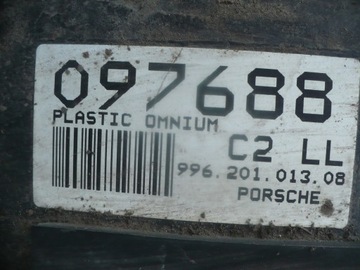 097688
PLASTIC OMNIUM
C2 LL
996.201.013.08
PORSCHE